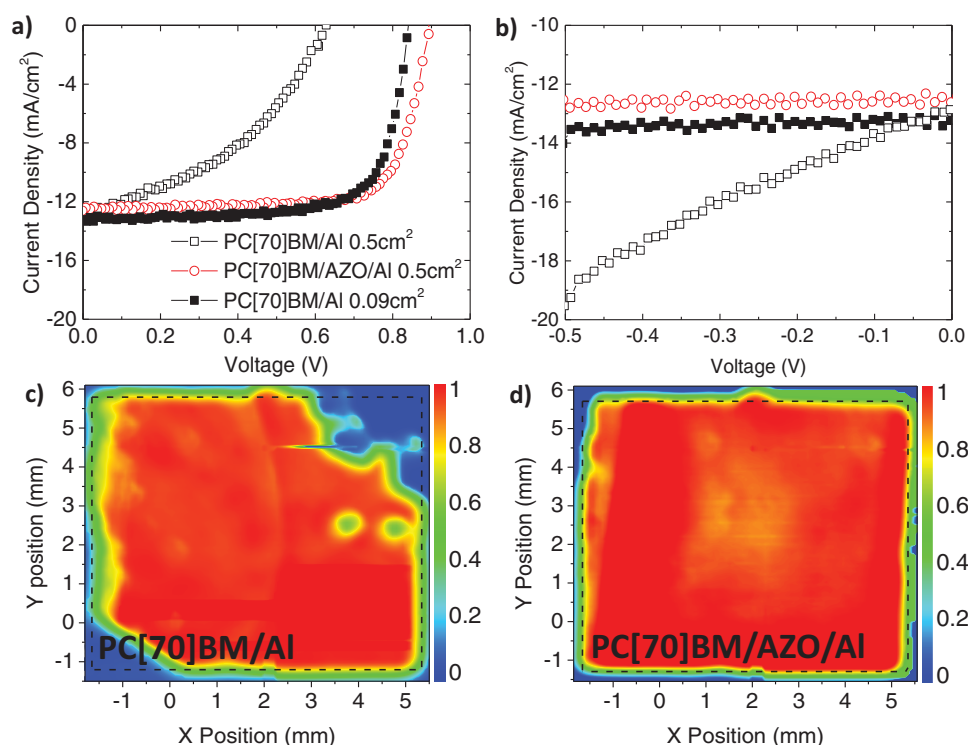 a)
Current Density (mA/cm²)
0
-4
-8
-12
-16
-20
0.0 0.2 0.4 0.6 0.8 1.0
Voltage (V)
PC[70]BM/Al 0.5cm²
PC[70]BM/AZO/Al 0.5cm²
PC[70]BM/Al 0.09cm²
b)
Current Density (mA/cm²)
-10
-12
-14
-16
-18
-20
-0.5 -0.4 -0.3 -0.2 -0.1 0.0
Voltage (V)
c)
Y position (mm)
6
5
4
3
2
1
0
-1
-1 0 1 2 3 4 5
X Position (mm)
PC[70]BM/Al
1
0.8
0.6
0.4
0.2
0
d)
Y Position (mm)
6
5
4
3
2
1
0
-1
-1 0 1 2 3 4 5
X Position (mm)
PC[70]BM/AZO/Al
1
0.8
0.6
0.4
0.2
0